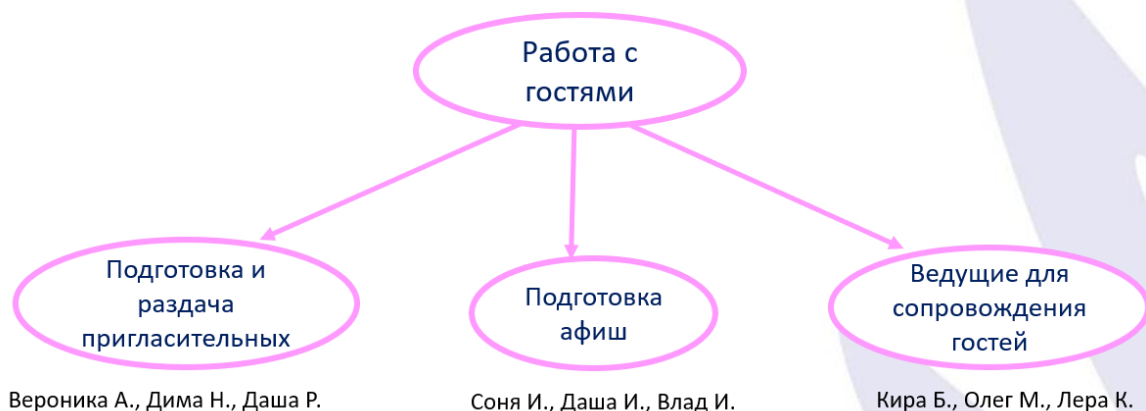 Работа с
гостями
Подготовка и
раздача
пригласительных
Подготовка
афиш
Ведущие для
сопровождения
гостей
Вероника А., Дима Н., Даша Р.
Соня И., Даша И., Влад И.
Кира Б., Олег М., Лера К.